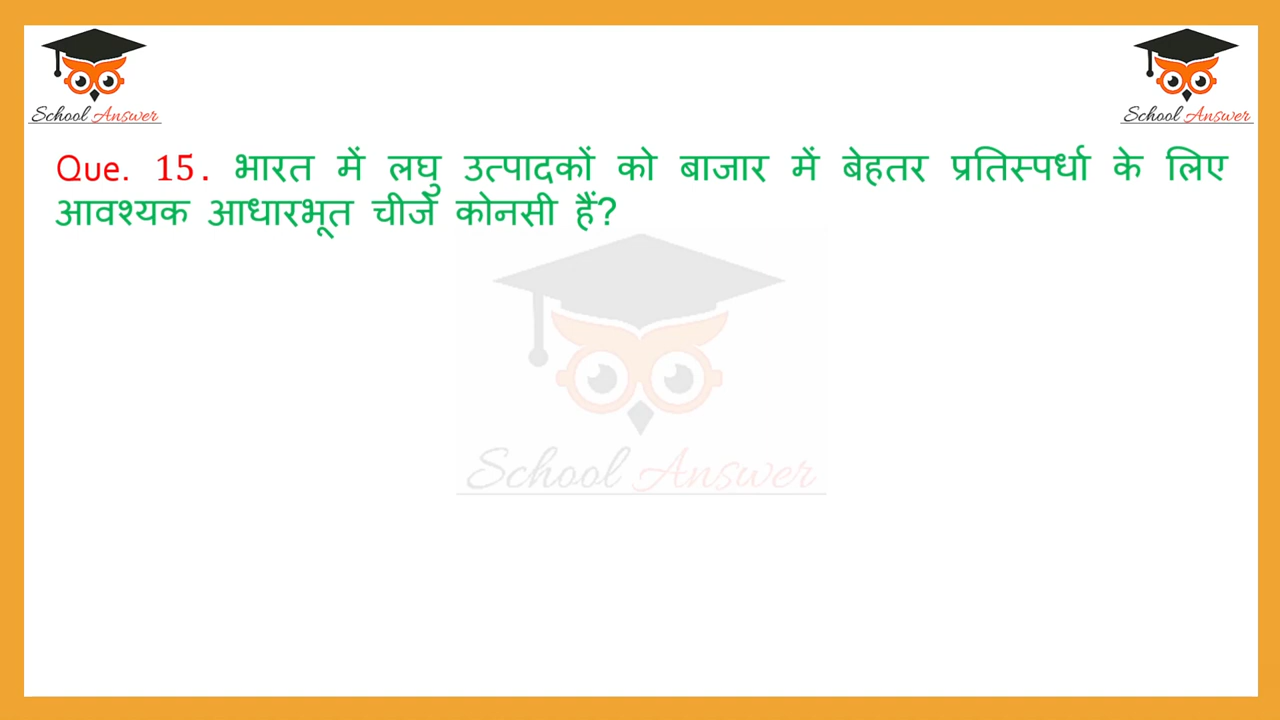 School Answer
School Answer
Que. 15. भारत में लघु उत्पादकों को बाजार में बेहतर प्रतिस्पर्धा के लिए
आवश्यक आधारभूत चीजें कोनसी हैं?
School Answer